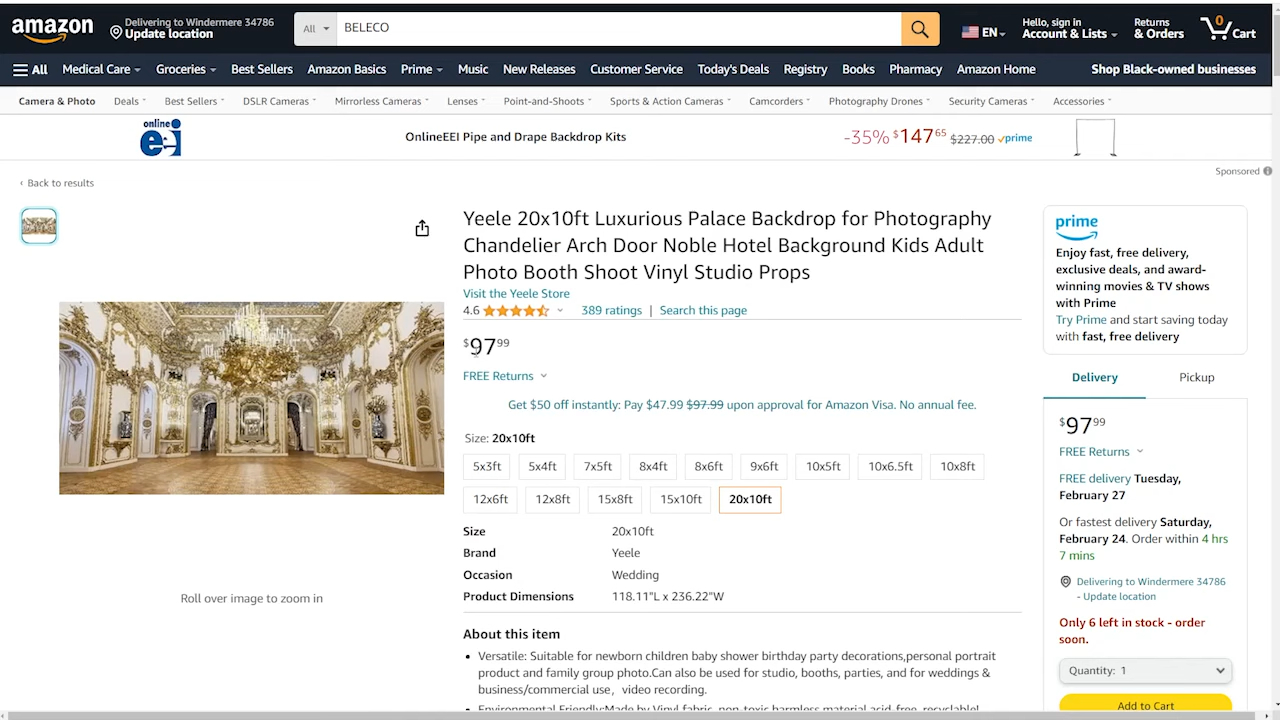 amazon
Delivering to Windermere 34786
Update location
All
BELECO
EN
Hello, sign in
Account & Lists
Returns
& Orders
0
Cart
All
Medical Care
Groceries
Best Sellers
Amazon Basics
Prime
Music
New Releases
Customer Service
Today's Deals
Registry
Books
Pharmacy
Amazon Home
Shop Black-owned businesses
Camera & Photo
Deals
Best Sellers
DSLR Cameras
Mirrorless Cameras
Lenses
Point-and-Shoots
Sports & Action Cameras
Camcorders
Photography Drones
Security Cameras
Accessories
online
eei
OnlineEEI Pipe and Drape Backdrop Kits
-35% $147 65 $227.00 prime
Sponsored
‹ Back to results
Yeele 20x10ft Luxurious Palace Backdrop for Photography
Chandelier Arch Door Noble Hotel Background Kids Adult
Photo Booth Shoot Vinyl Studio Props
Visit the Yeele Store
4.6
389 ratings | Search this page
$97 99
FREE Returns
Get $50 off instantly: Pay $47.99 $97.99 upon approval for Amazon Visa. No annual fee.
Size: 20x10ft
5x3ft
5x4ft
7x5ft
8x4ft
8x6ft
9x6ft
10x5ft
10x6.5ft
10x8ft
12x6ft
12x8ft
15x8ft
15x10ft
20x10ft
Size 20x10ft
Brand Yeele
Occasion Wedding
Product Dimensions 118.11"L x 236.22"W
Roll over image to zoom in
About this item
• Versatile: Suitable for newborn children baby shower birthday party decorations,personal portrait
product and family group photo.Can also be used for studio, booths, parties, and for weddings &
business/commercial use，video recording.
• Environmental Friendly:Made by Vinyl fabric, non-toxic harmless material,acid-free, recyclable!
prime
Enjoy fast, free delivery,
exclusive deals, and award-
winning movies & TV shows
with Prime
Try Prime and start saving today
with fast, free delivery
Delivery
Pickup
$97 99
FREE Returns
FREE delivery Tuesday,
February 27
Or fastest delivery Saturday,
February 24. Order within 4 hrs
7 mins
Delivering to Windermere 34786
- Update location
Only 6 left in stock - order
soon.
Quantity: 1
Add to Cart